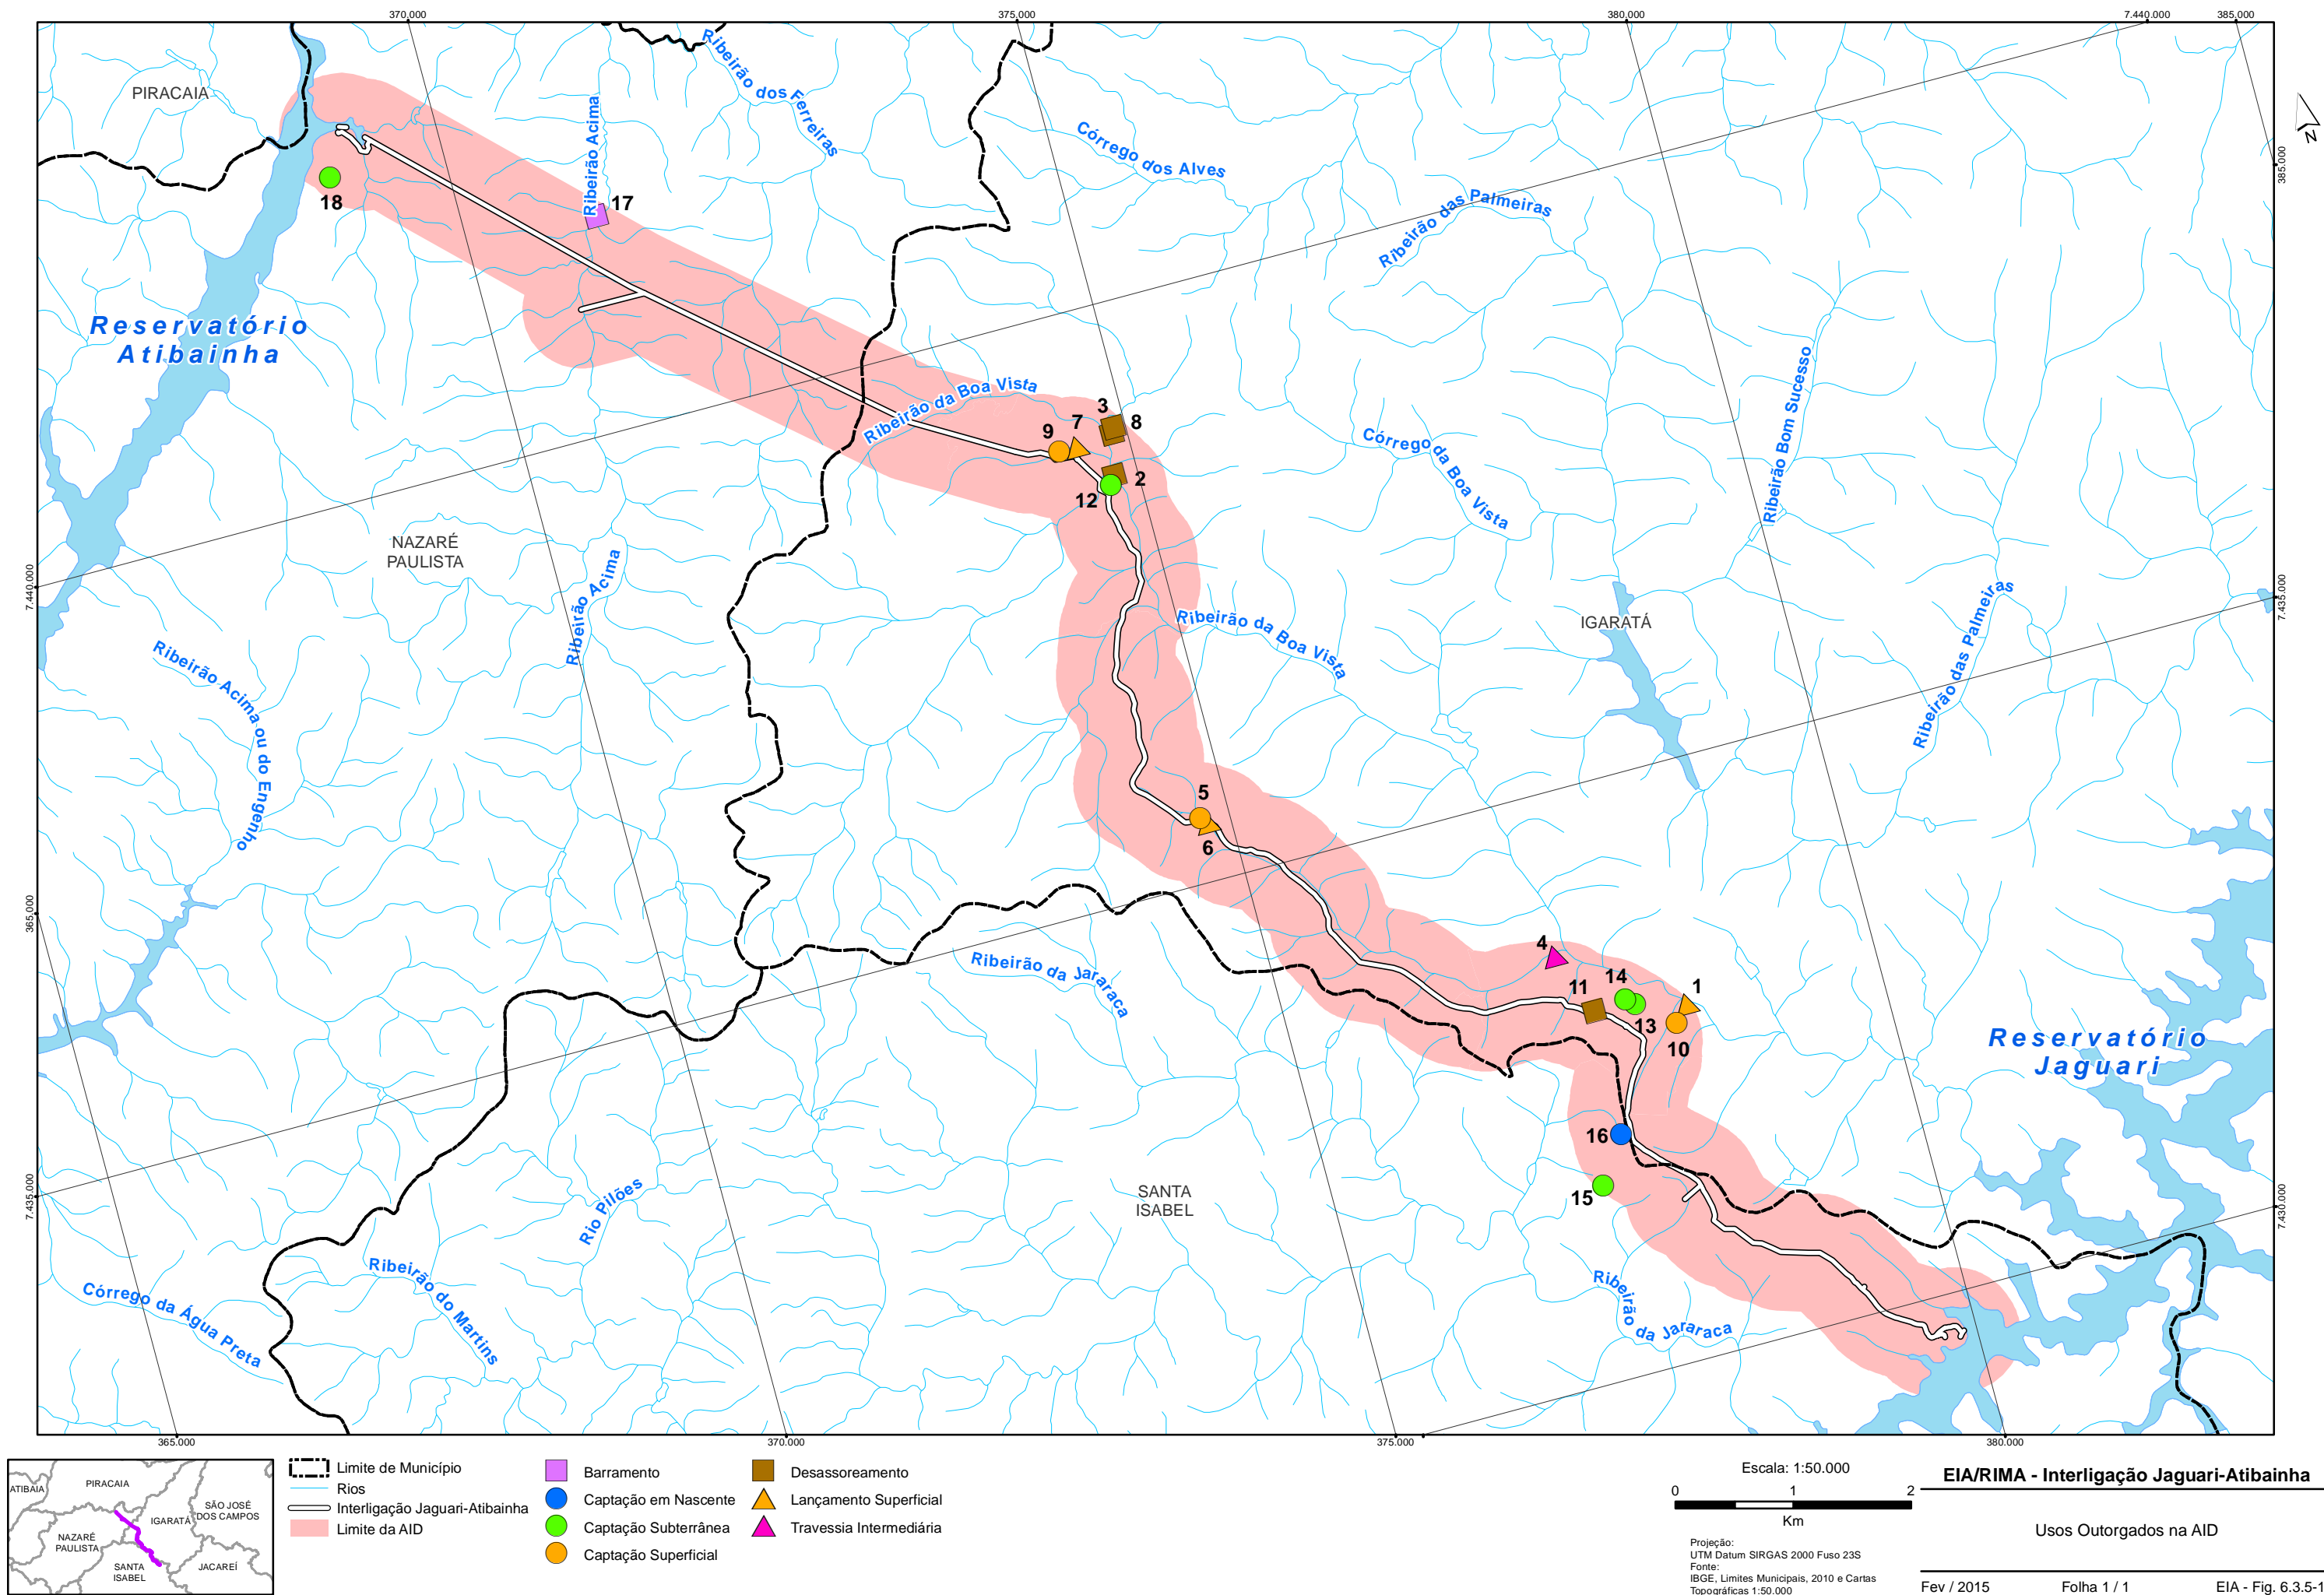 370.000
375.000
380.000
7.440.000
385.000
PIRACAIA
Ribeirão Acima
Ribeirão dos Ferreiras
Córrego dos Alves
Ribeirão das Palmeiras
385.000
N
18
17
Reservatório
Atibainha
Ribeirão da Boa Vista
3
8
7
9
2
12
Córrego da Boa Vista
Ribeirão Bom Sucesso
NAZARÉ
PAULISTA
7.440.000
7.435.000
Ribeirão Acima
Ribeirão da Boa Vista
IGARATÁ
Ribeirão das Palmeiras
Ribeirão Acima ou do Engenho
5
6
365.000
Ribeirão da Jararaca
4
14
11
1
13
10
Reservatório
Jaguari
16
15
SANTA
ISABEL
7.435.000
7.430.000
Rio Pilões
Ribeirão do Martins
Córrego da Água Preta
Ribeirão da Jararaca
365.000
370.000
375.000
380.000
ATIBAIA
PIRACAIA
SÃO JOSÉ
DOS CAMPOS
IGARATÁ
NAZARÉ
PAULISTA
SANTA
ISABEL
JACAREÍ
Limite de Município
Rios
Interligação Jaguari-Atibainha
Limite da AID
Barramento
Captação em Nascente
Captação Subterrânea
Captação Superficial
Desassoreamento
Lançamento Superficial
Travessia Intermediária
Escala: 1:50.000
0 1 2
Km
Projeção:
UTM Datum SIRGAS 2000 Fuso 23S
Fonte:
IBGE, Limites Municipais, 2010 e Cartas
Topográficas 1:50.000
EIA/RIMA - Interligação Jaguari-Atibainha
Usos Outorgados na AID
Fev / 2015 Folha 1 / 1 EIA - Fig. 6.3.5-1